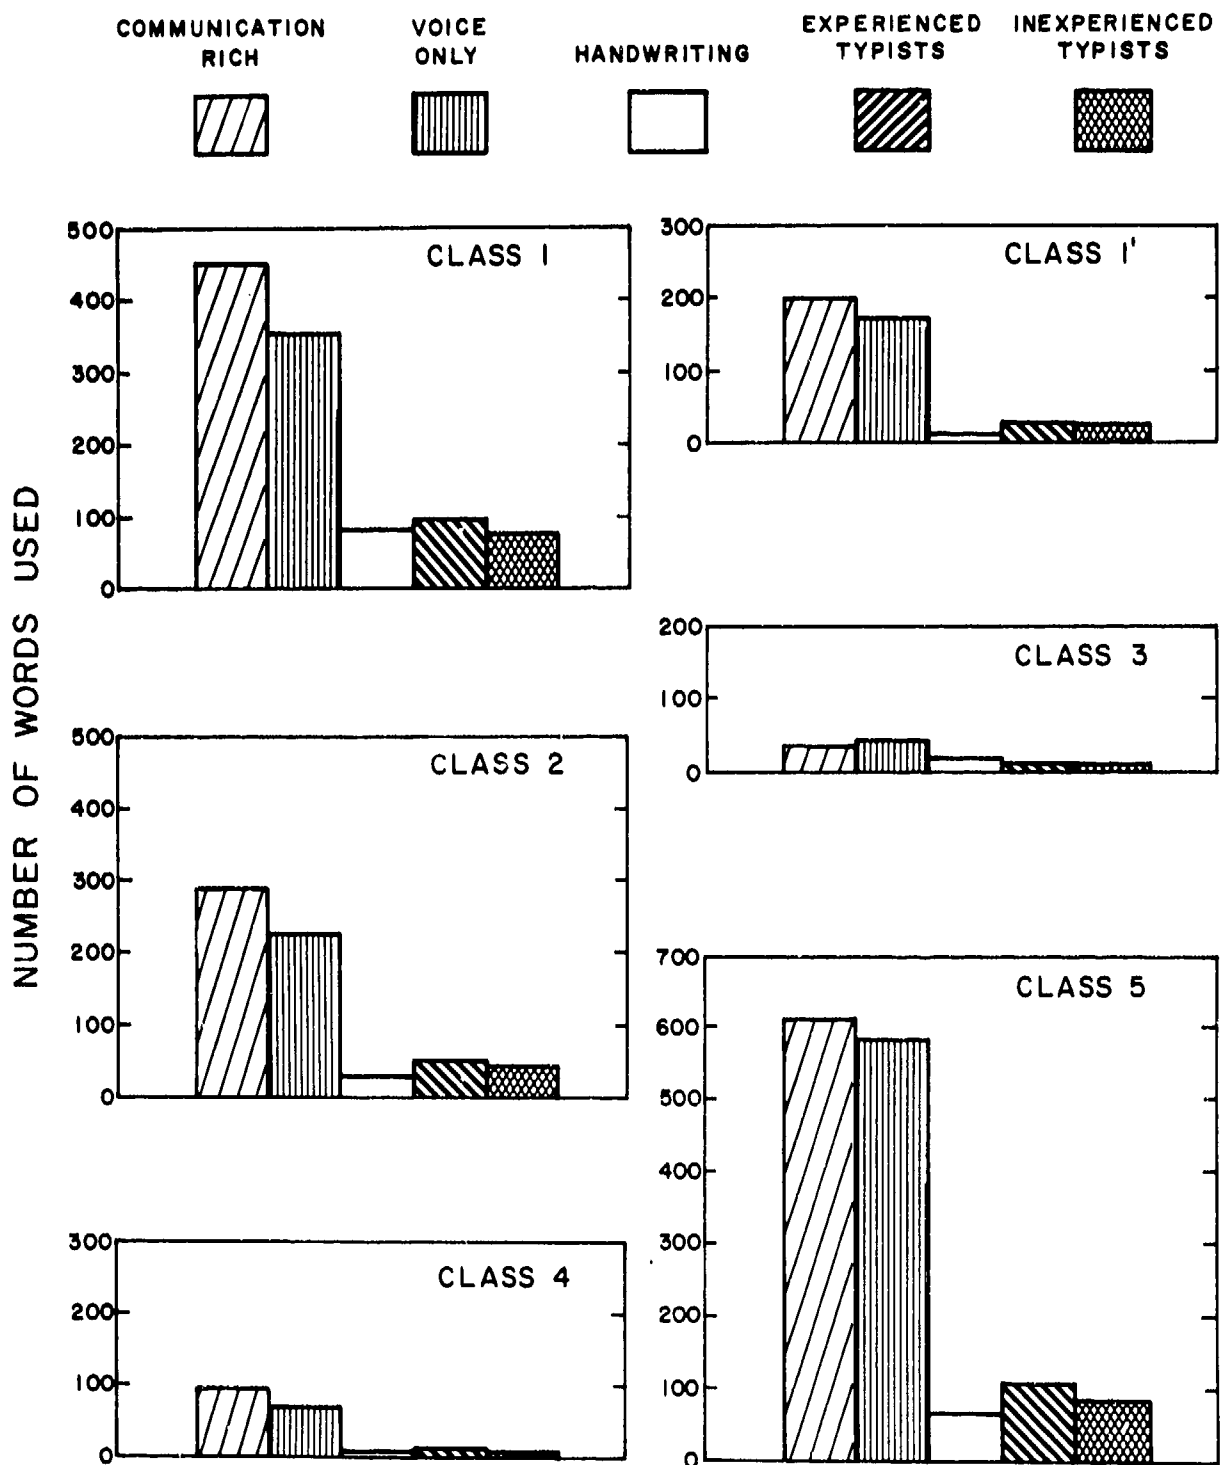 COMMUNICATION RICH
VOICE ONLY
HANDWRITING
EXPERIENCED TYPISTS
INEXPERIENCED TYPISTS
NUMBER OF WORDS USED
CLASS 1
500
400
300
200
100
0
CLASS 1'
300
200
100
0
CLASS 2
500
400
300
200
100
0
CLASS 3
200
100
0
CLASS 4
300
200
100
0
CLASS 5
700
600
500
400
300
200
100
0